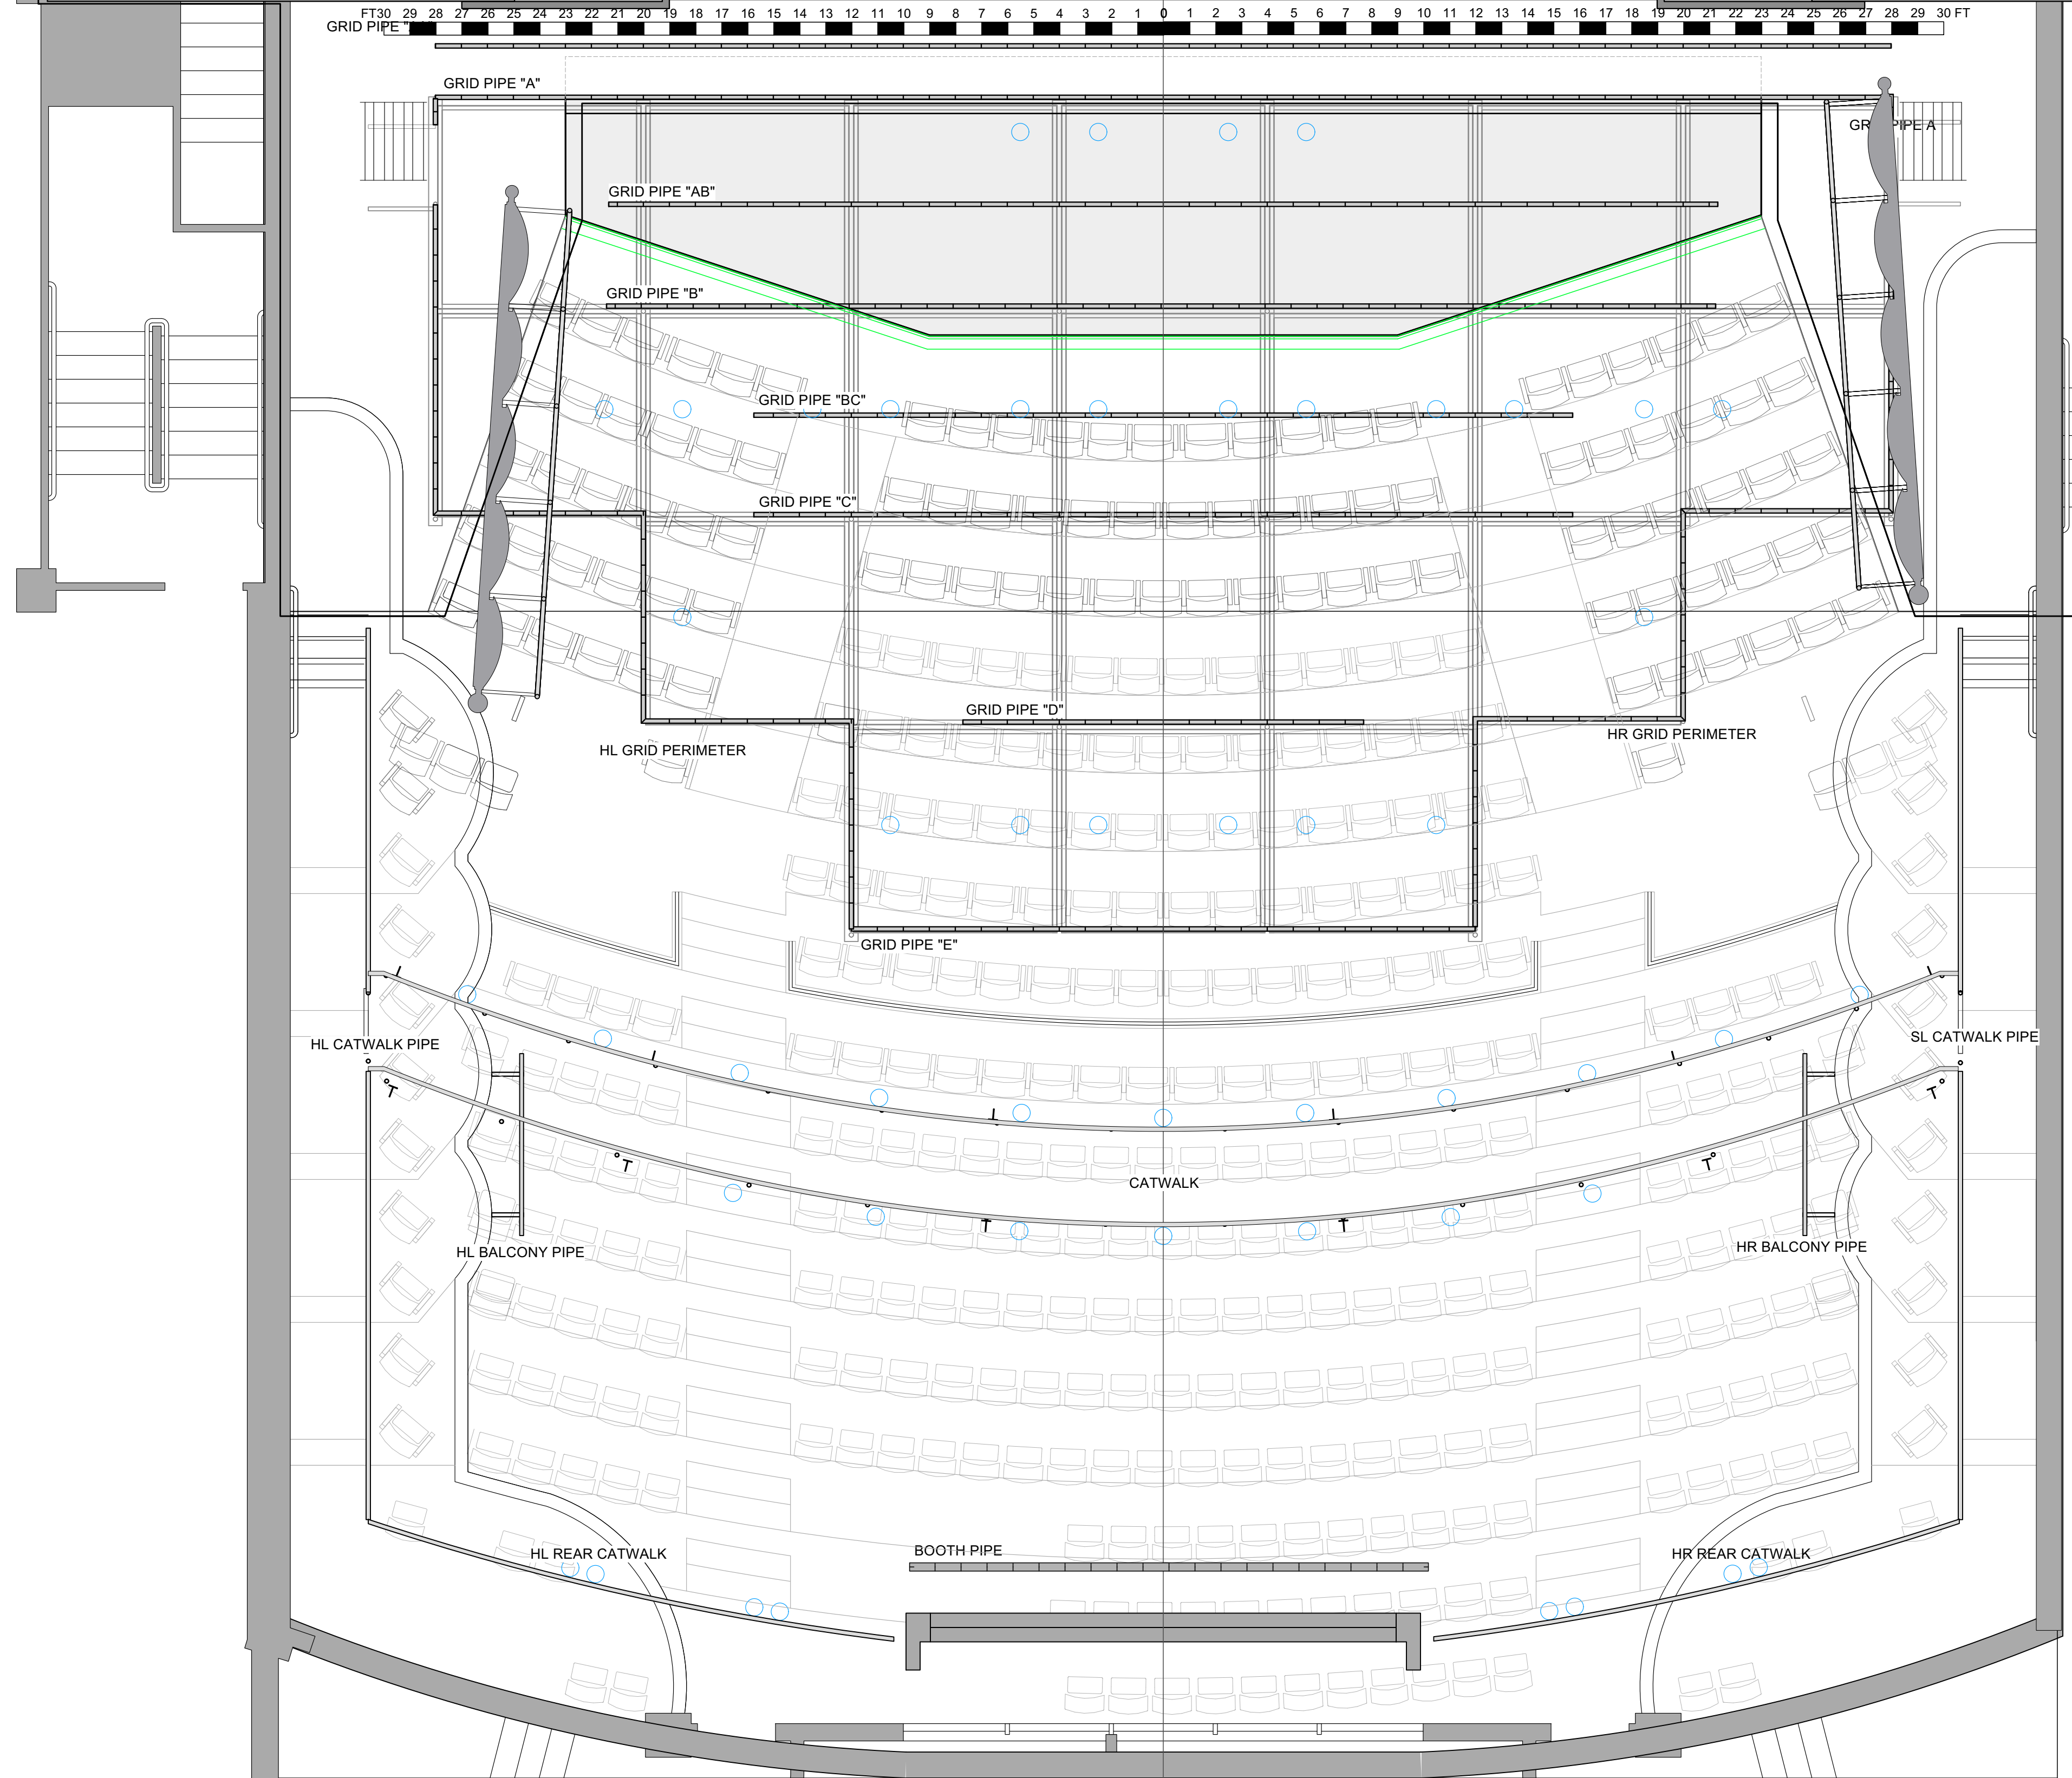 FT30 29 28 27 26 25 24 23 22 21 20 19 18 17 16 15 14 13 12 11 10 9 8 7 6 5 4 3 2 1 0 1 2 3 4 5 6 7 8 9 10 11 12 13 14 15 16 17 18 19 20 21 22 23 24 25 26 27 28 29 30 FT
GRID PIPE "
GRID PIPE "A"
GRID PIPE A
GRID PIPE "AB"
GRID PIPE "B"
GRID PIPE "BC"
GRID PIPE "C"
GRID PIPE "D"
HL GRID PERIMETER
HR GRID PERIMETER
GRID PIPE "E"
HL CATWALK PIPE
SL CATWALK PIPE
CATWALK
HL BALCONY PIPE
HR BALCONY PIPE
BOOTH PIPE
HL REAR CATWALK
HR REAR CATWALK